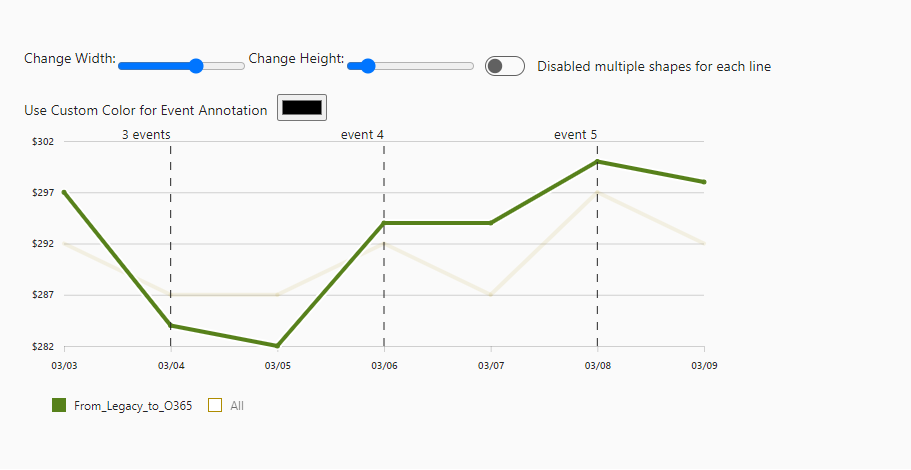 Change Width: Change Height: Disabled multiple shapes for each line
Use Custom Color for Event Annotation
3 events event 4 event 5
$302
$297
$292
$287
$282
03/03 03/04 03/05 03/06 03/07 03/08 03/09
From_Legacy_to_O365 All